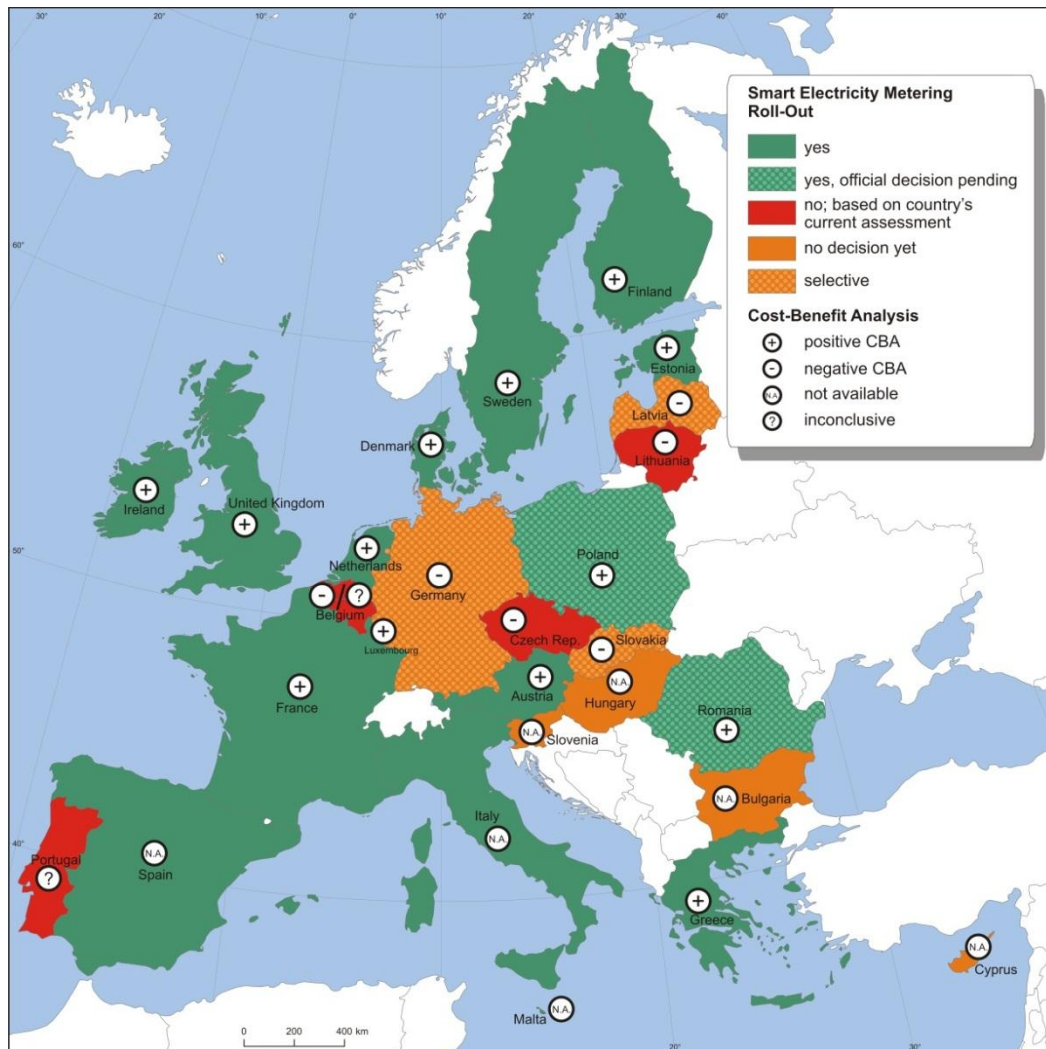 30°
20°
10°
0°
10°
20°
30°
40°
Smart Electricity Metering
Roll-Out
yes
yes, official decision pending
no; based on country's
current assessment
no decision yet
selective
Cost-Benefit Analysis
+ positive CBA
- negative CBA
N.A. not available
? inconclusive
60°
+
Finland
+
Estonia
+
Sweden
-
Latvia
-
Lithuania
Denmark +
+
Ireland
United Kingdom
+
50°
+
Netherlands
Poland
+
-
Germany
- / ?
Belgium
+
Luxembourg
-
Czech Rep.
Slovakia
-
+
Austria
N.A.
Hungary
+
France
N.A.
Slovenia
Romania
+
N.A. Bulgaria
Italy
N.A.
40°
Portugal
?
N.A.
Spain
+
Greece
N.A.
Cyprus
Malta N.A.
0 200 400 km
20°
30°